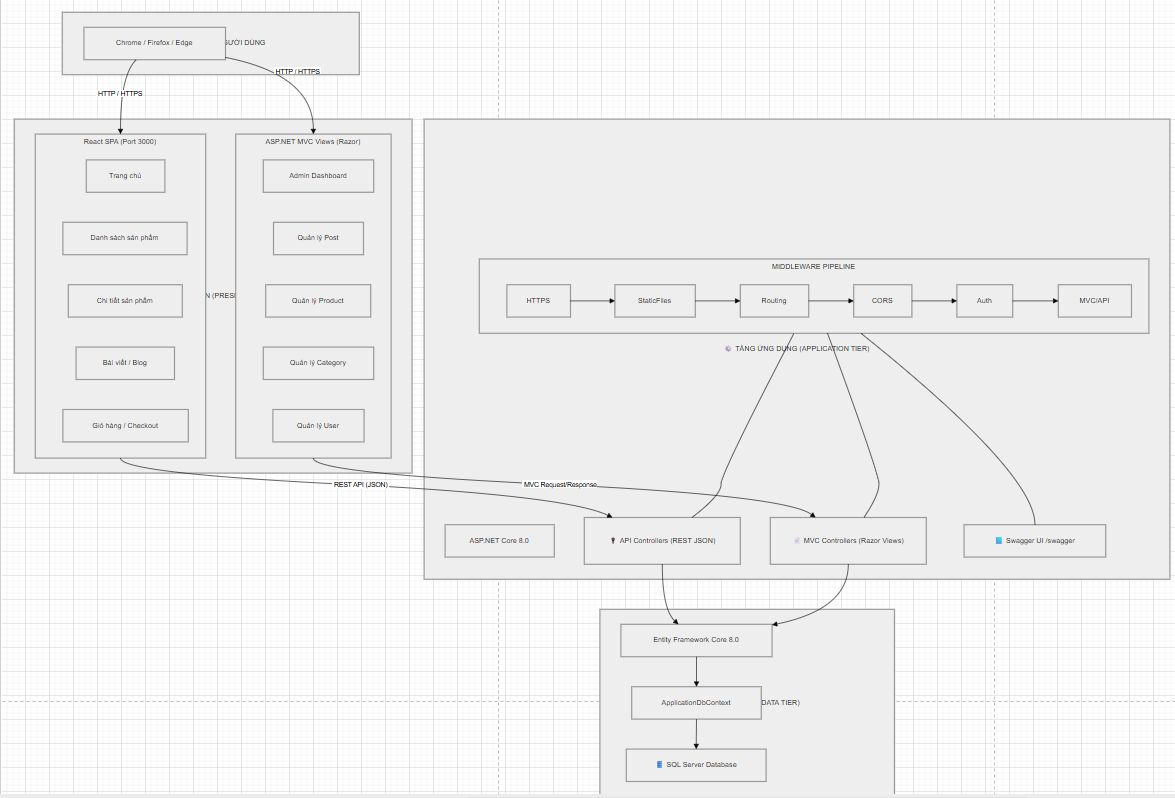 Chrome / Firefox / Edge
ƯỜI DÙNG
HTTP / HTTPS
HTTP / HTTPS
React SPA (Port 3000)
Trang chủ
Danh sách sản phẩm
Chi tiết sản phẩm
Bài viết / Blog
Giỏ hàng / Checkout
N (PRES
ASP.NET MVC Views (Razor)
Admin Dashboard
Quản lý Post
Quản lý Product
Quản lý Category
Quản lý User
MIDDLEWARE PIPELINE
HTTPS
StaticFiles
Routing
CORS
Auth
MVC/API
TẦNG ỨNG DỤNG (APPLICATION TIER)
REST API (JSON)
MVC Request/Response
ASP.NET Core 8.0
API Controllers (REST JSON)
MVC Controllers (Razor Views)
Swagger UI /swagger
Entity Framework Core 8.0
ApplicationDbContext
DATA TIER)
SQL Server Database